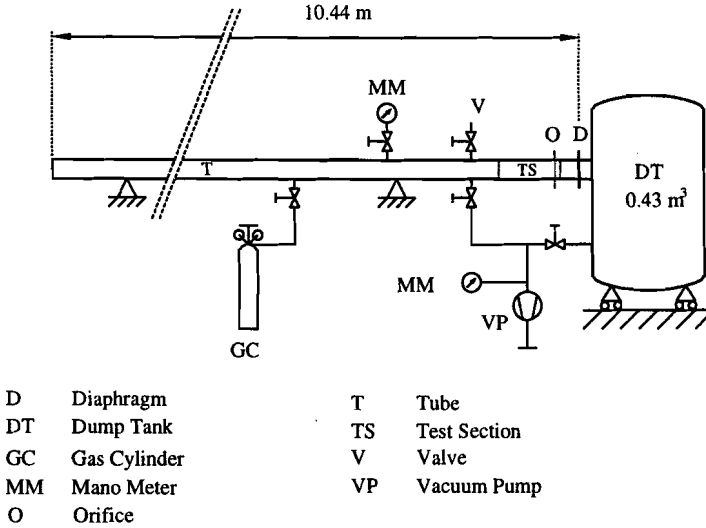 10.44 m
MM
V
O D
T
TS
DT
0.43 m³
MM
VP
GC
D Diaphragm
DT Dump Tank
GC Gas Cylinder
MM Mano Meter
O Orifice
T Tube
TS Test Section
V Valve
VP Vacuum Pump